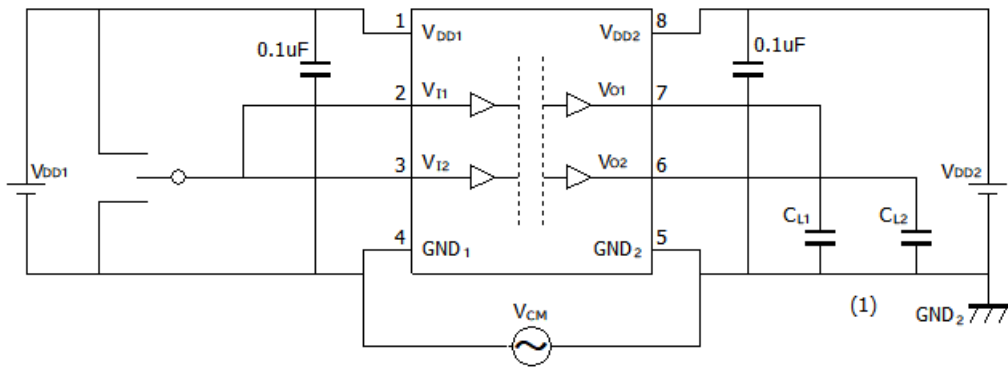 1
8
VDD1
VDD2
0.1uF
0.1uF
2
VI1
VO1
7
VDD1
3
VI2
VO2
6
VDD2
CL1
CL2
4
GND1
GND2
5
VCM
(1)
GND2